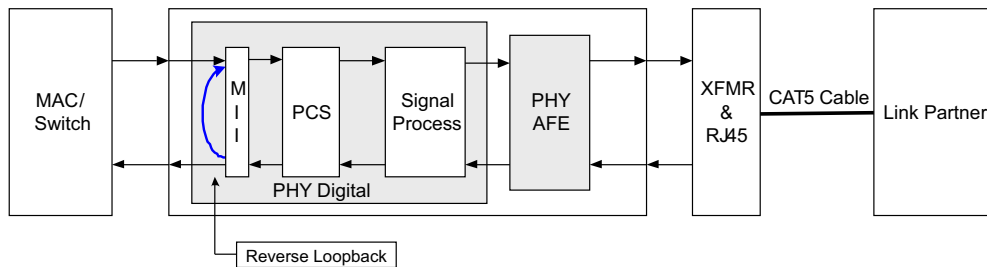 MAC/
Switch
M
I
I
PCS
Signal
Process
PHY
AFE
XFMR
&
RJ45
CAT5 Cable
Link Partner
PHY Digital
Reverse Loopback